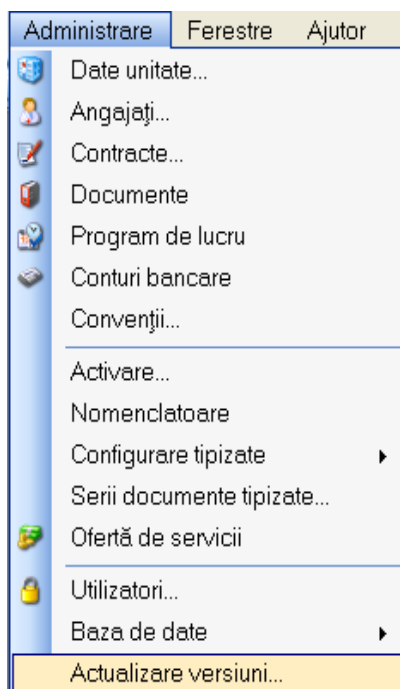 Administrare Ferestre Ajutor
Date unitate...
Angajaţi...
Contracte...
Documente
Program de lucru
Conturi bancare
Convenţii...
Activare...
Nomenclatoare
Configurare tipizate
Serii documente tipizate...
Ofertă de servicii
Utilizatori...
Baza de date
Actualizare versiuni...